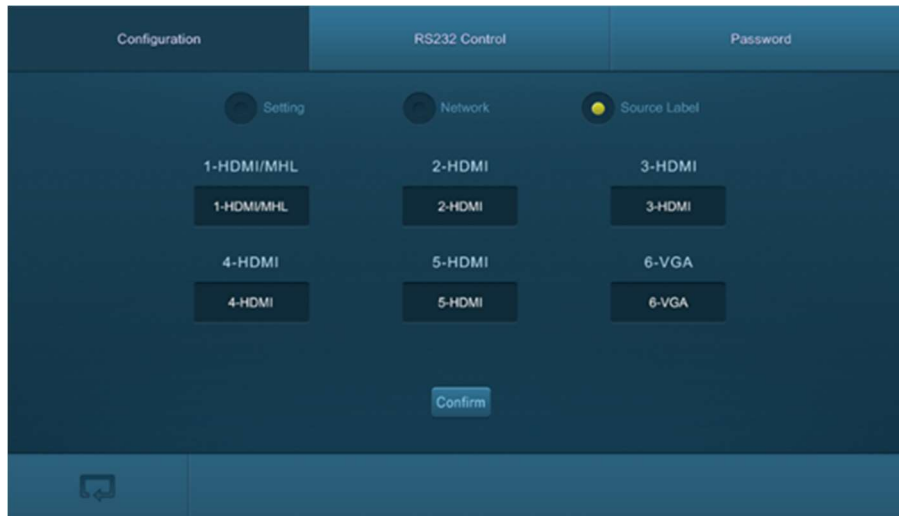 Configuration RS232 Control Password
Setting Network Source Label
1-HDMI/MHL 2-HDMI 3-HDMI
1-HDMI/MHL 2-HDMI 3-HDMI
4-HDMI 5-HDMI 6-VGA
4-HDMI 5-HDMI 6-VGA
Confirm